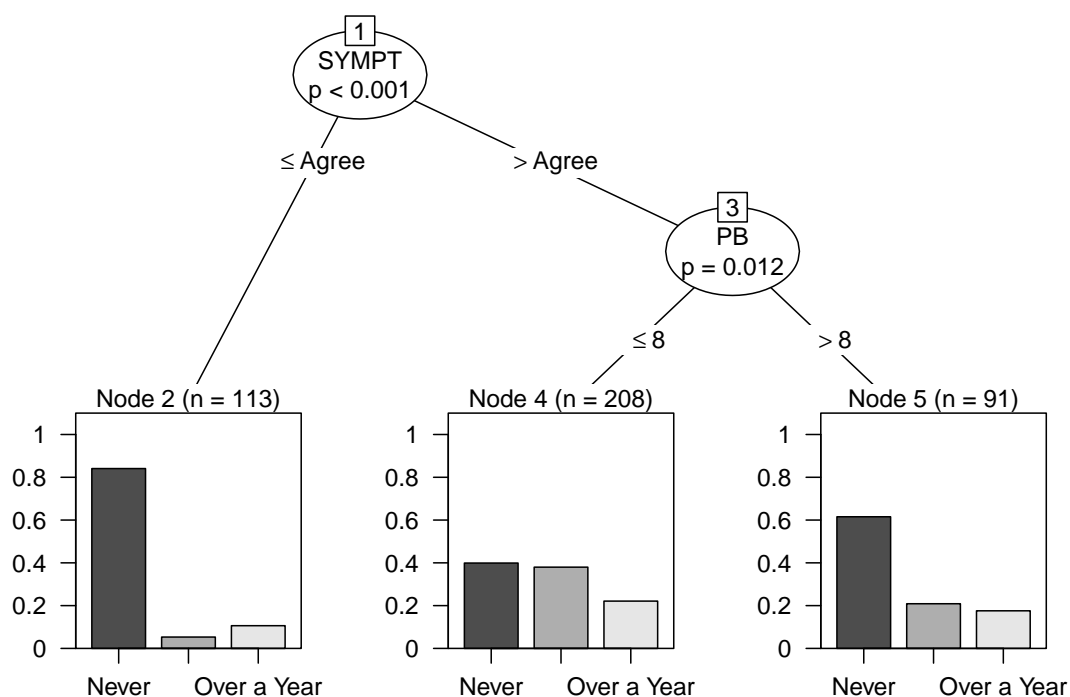 1
SYMPT
p < 0.001
≤ Agree
> Agree
3
PB
p = 0.012
≤ 8
> 8
Node 2 (n = 113)
1
0.8
0.6
0.4
0.2
0
Never
Over a Year
Node 4 (n = 208)
1
0.8
0.6
0.4
0.2
0
Never
Over a Year
Node 5 (n = 91)
1
0.8
0.6
0.4
0.2
0
Never
Over a Year